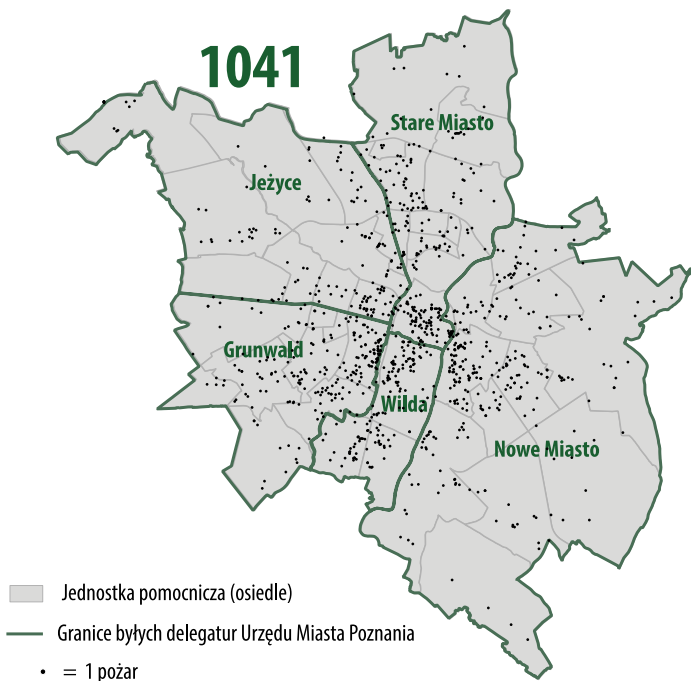 1041
Stare Miasto
Jeżyce
Grunwald
Wilda
Nowe Miasto
Jednostka pomocnicza (osiedle)
Granice byłych delegatur Urzędu Miasta Poznania
= 1 pożar